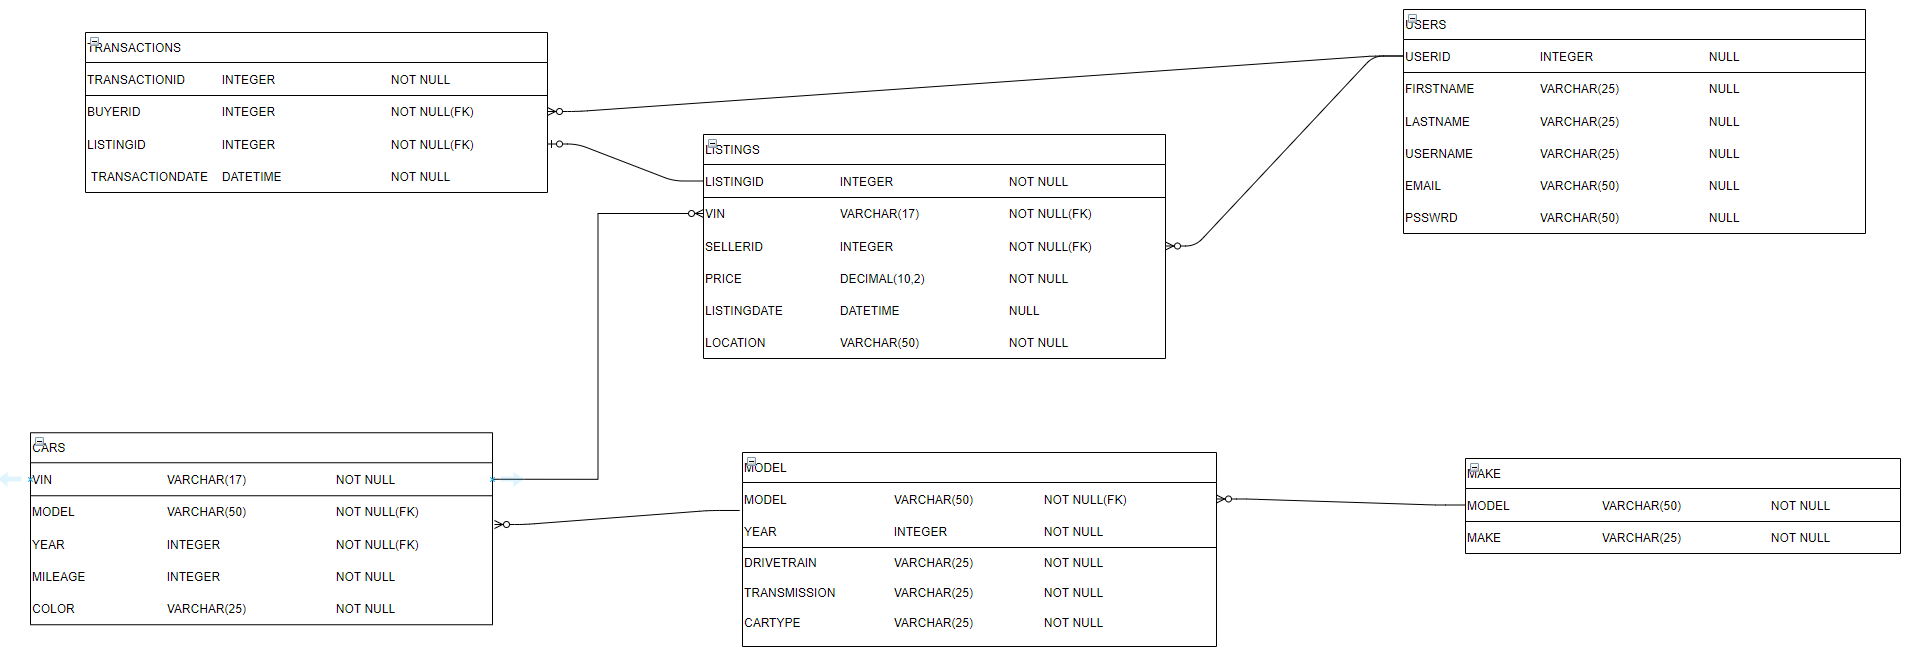 TRANSACTIONS
TRANSACTIONID INTEGER NOT NULL
BUYERID INTEGER NOT NULL(FK)
LISTINGID INTEGER NOT NULL(FK)
TRANSACTIONDATE DATETIME NOT NULL
USERS
USERID INTEGER NULL
FIRSTNAME VARCHAR(25) NULL
LASTNAME VARCHAR(25) NULL
USERNAME VARCHAR(25) NULL
EMAIL VARCHAR(50) NULL
PSSWRD VARCHAR(50) NULL
LISTINGS
LISTINGID INTEGER NOT NULL
VIN VARCHAR(17) NOT NULL(FK)
SELLERID INTEGER NOT NULL(FK)
PRICE DECIMAL(10,2) NOT NULL
LISTINGDATE DATETIME NULL
LOCATION VARCHAR(50) NOT NULL
CARS
VIN VARCHAR(17) NOT NULL
MODEL VARCHAR(50) NOT NULL(FK)
YEAR INTEGER NOT NULL(FK)
MILEAGE INTEGER NOT NULL
COLOR VARCHAR(25) NOT NULL
MODEL
MODEL VARCHAR(50) NOT NULL(FK)
YEAR INTEGER NOT NULL
DRIVETRAIN VARCHAR(25) NOT NULL
TRANSMISSION VARCHAR(25) NOT NULL
CARTYPE VARCHAR(25) NOT NULL
MAKE
MODEL VARCHAR(50) NOT NULL
MAKE VARCHAR(25) NOT NULL